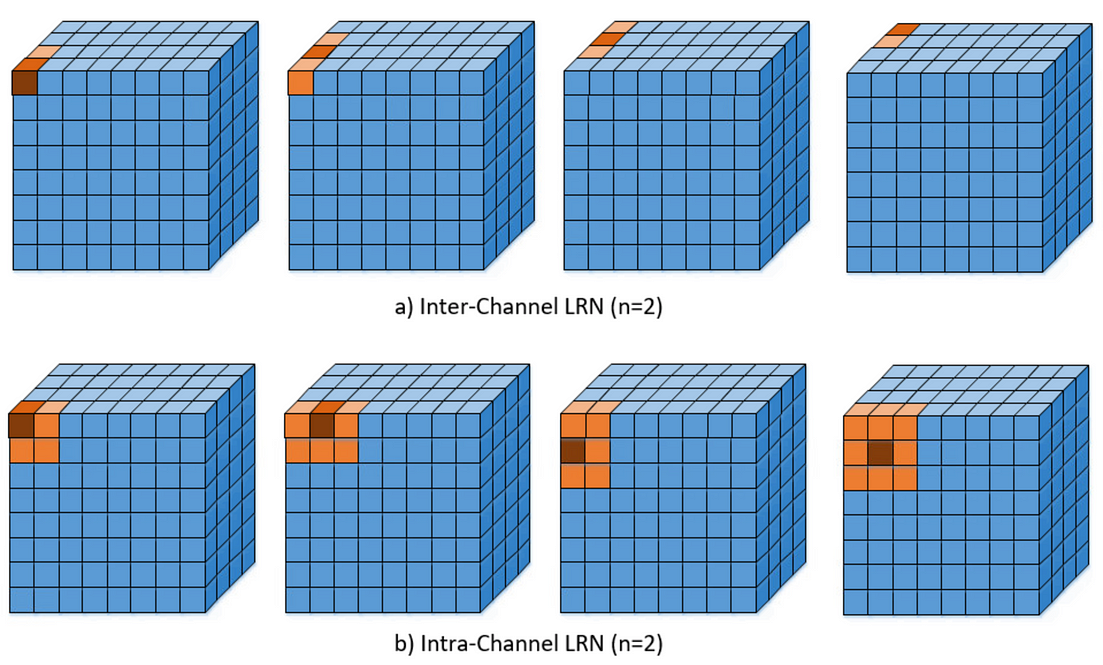 a) Inter-Channel LRN (n=2)
b) Intra-Channel LRN (n=2)